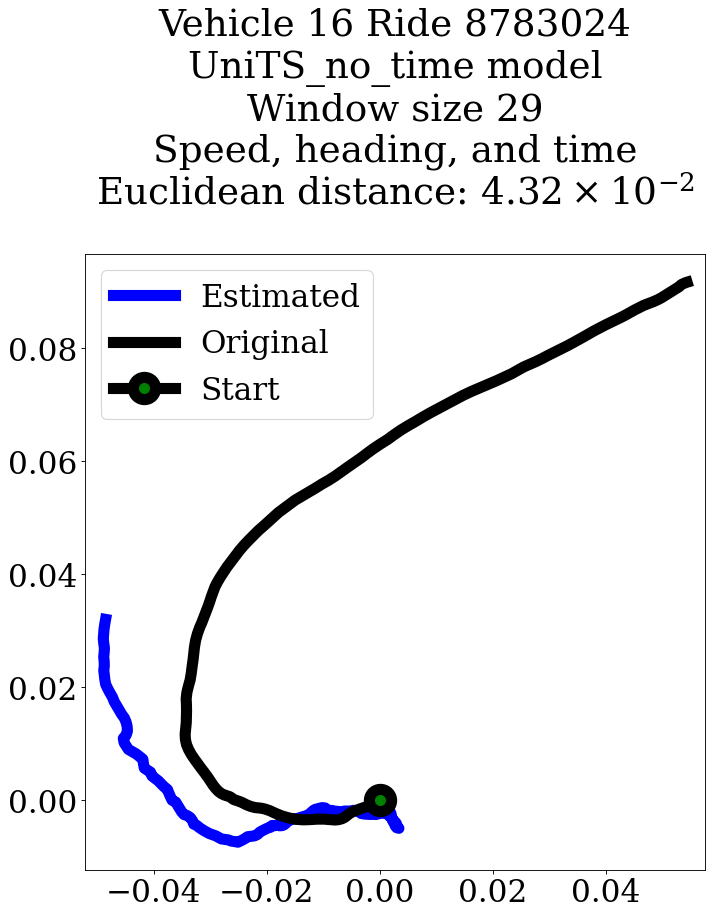 Vehicle 16 Ride 8783024
UniTS_no_time model
Window size 29
Speed, heading, and time
Euclidean distance: 4.32 × 10⁻²
Estimated
Original
Start
0.08
0.06
0.04
0.02
0.00
−0.04
−0.02
0.00
0.02
0.04